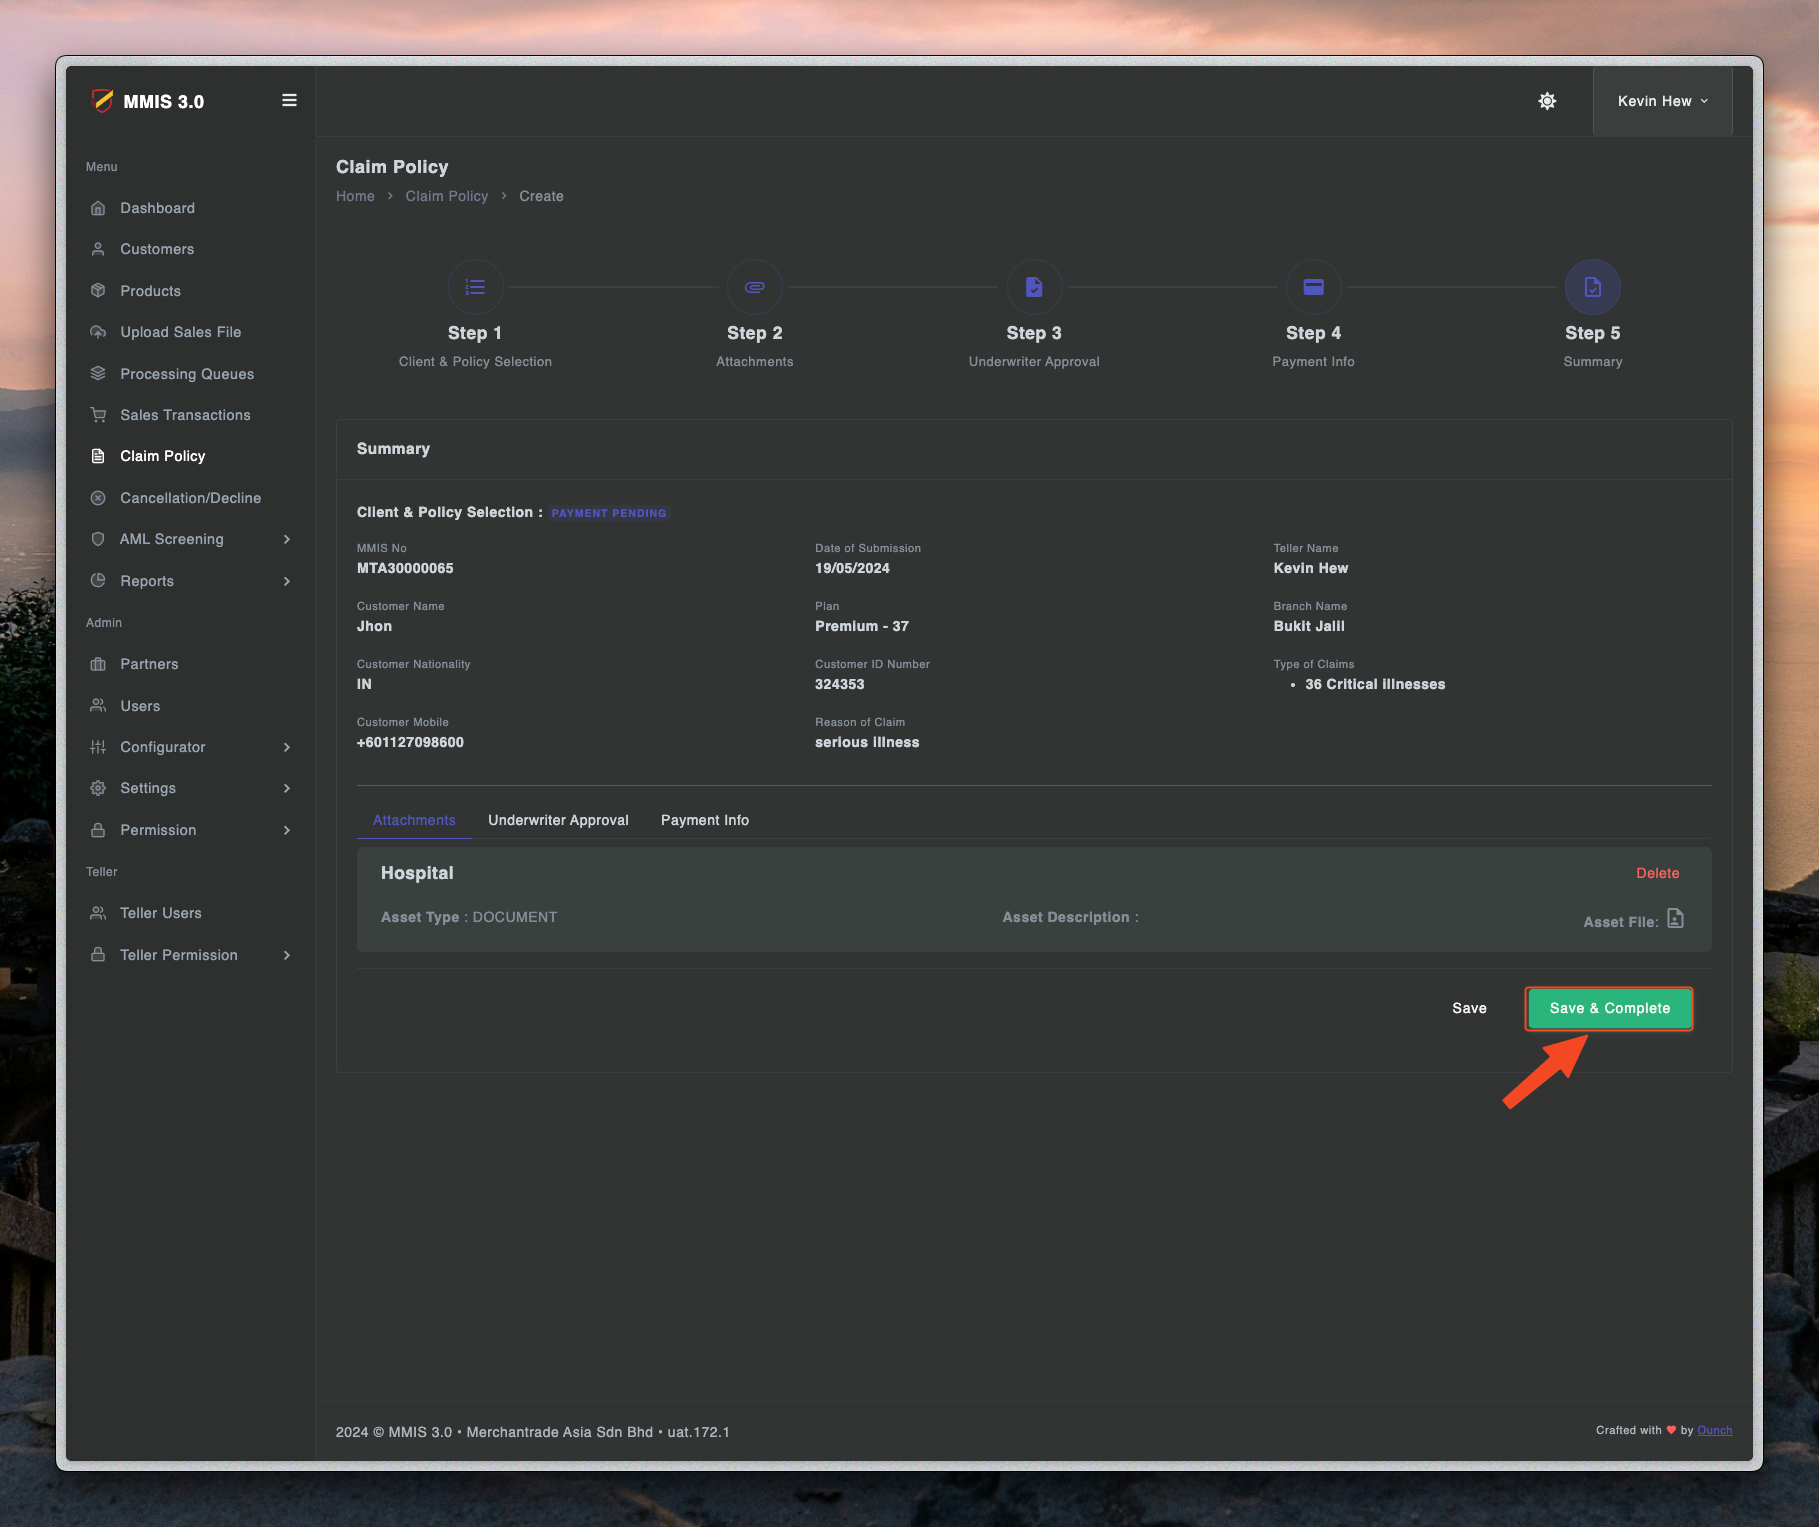 MMIS 3.0
Kevin Hew
Menu
Dashboard
Customers
Products
Upload Sales File
Processing Queues
Sales Transactions
Claim Policy
Cancellation/Decline
AML Screening
Reports
Admin
Partners
Users
Configurator
Settings
Permission
Teller
Teller Users
Teller Permission
Claim Policy
Home > Claim Policy > Create
Step 1
Client & Policy Selection
Step 2
Attachments
Step 3
Underwriter Approval
Step 4
Payment Info
Step 5
Summary
Summary
Client & Policy Selection : PAYMENT PENDING
MMIS No
MTA30000065
Date of Submission
19/05/2024
Teller Name
Kevin Hew
Customer Name
Jhon
Plan
Premium - 37
Branch Name
Bukit Jalil
Customer Nationality
IN
Customer ID Number
324353
Type of Claims
• 36 Critical illnesses
Customer Mobile
+601127098600
Reason of Claim
serious illness
Attachments Underwriter Approval Payment Info
Hospital
Delete
Asset Type : DOCUMENT
Asset Description :
Asset File:
Save
Save & Complete
2024 © MMIS 3.0 • Merchantrade Asia Sdn Bhd • uat.172.1
Crafted with ♥ by Ounch